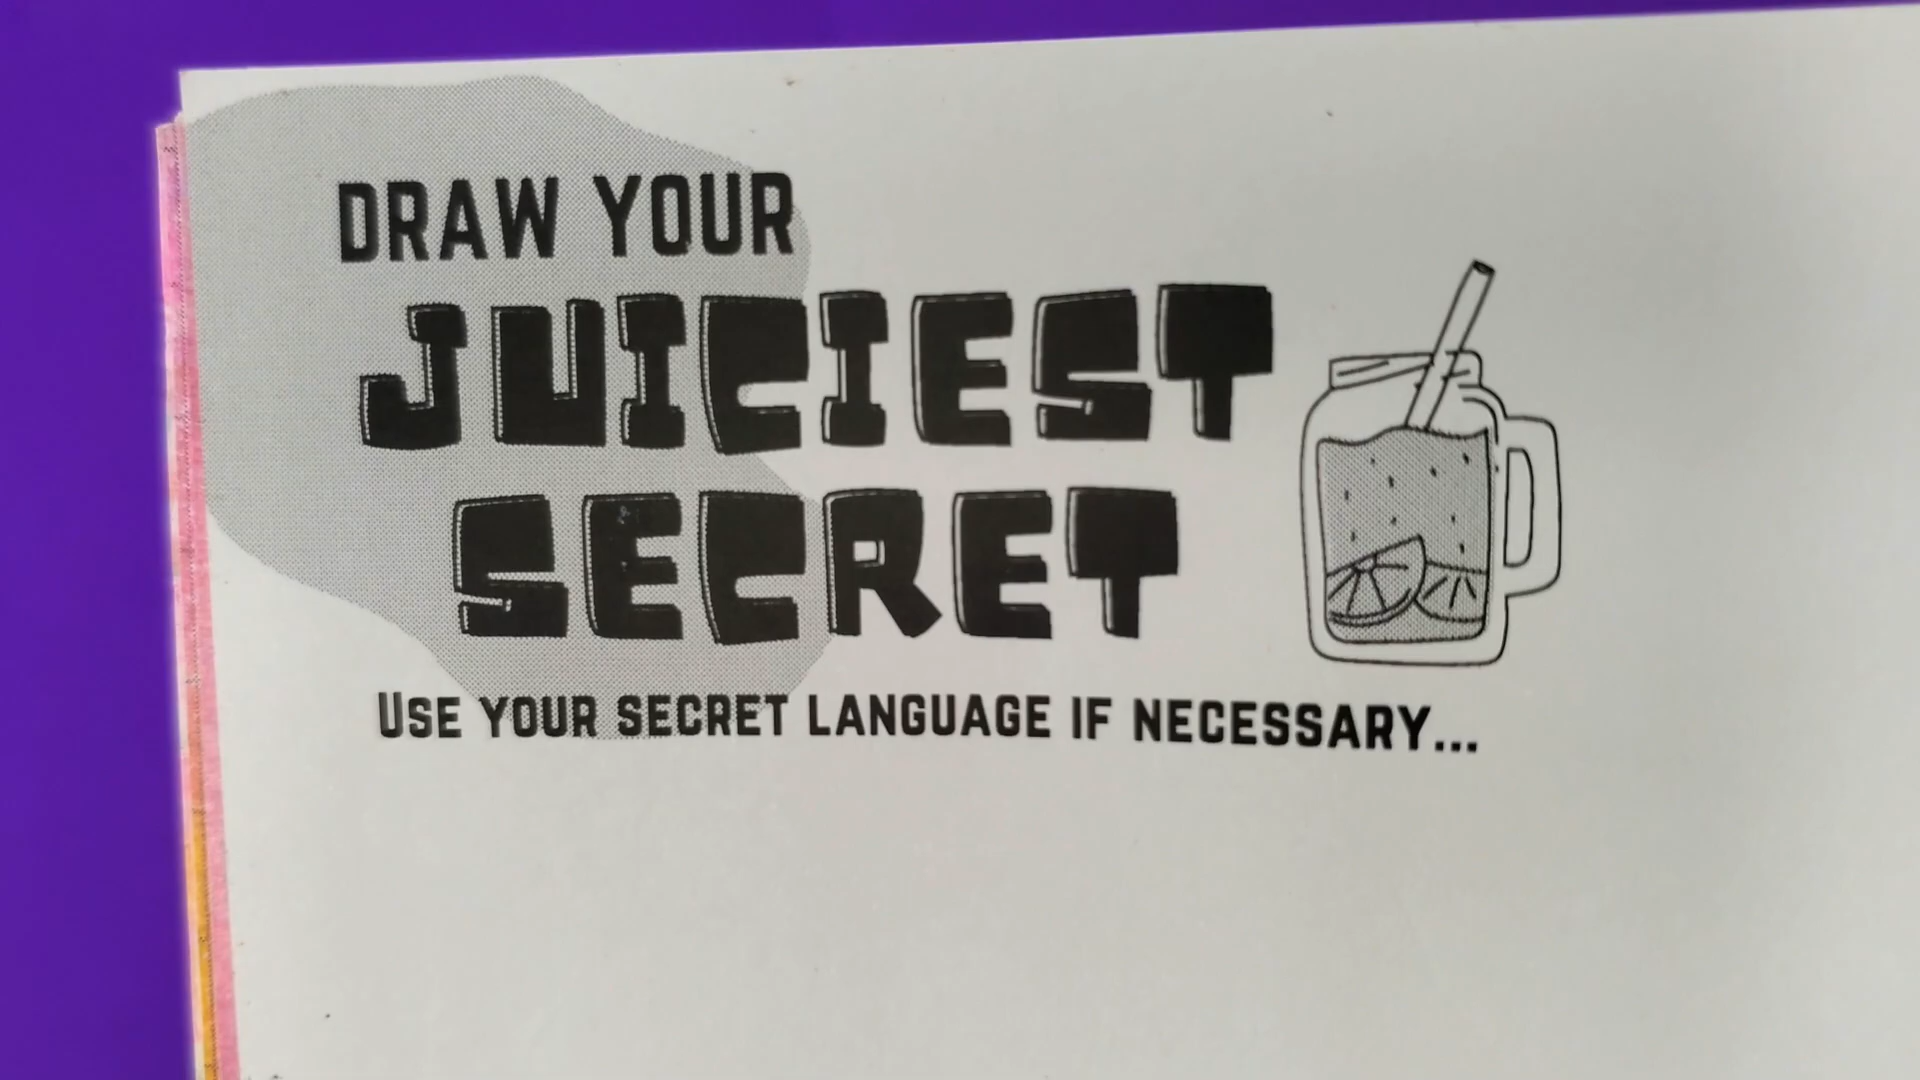 DRAW YOUR
JUICIEST
SECRET
USE YOUR SECRET LANGUAGE IF NECESSARY...